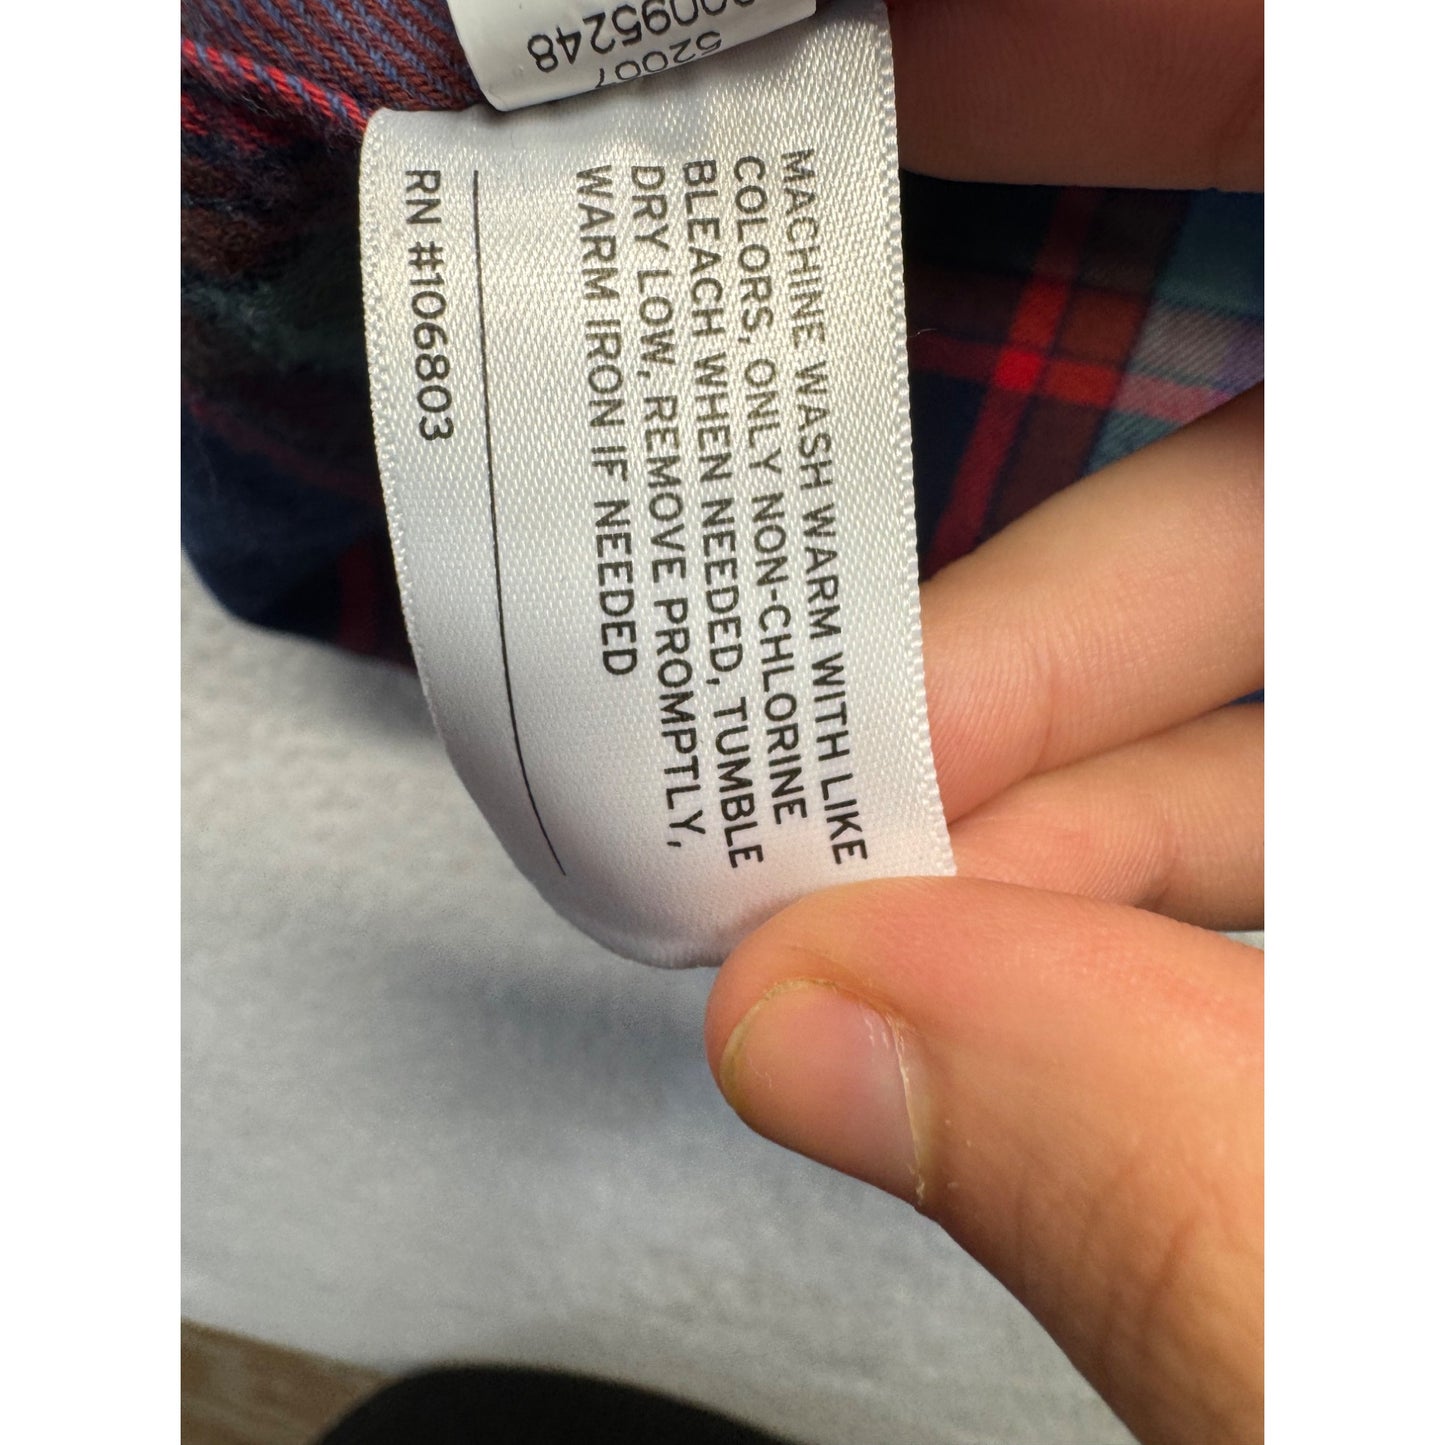 MACHINE WASH WARM WITH LIKE
COLORS, ONLY NON-CHLORINE
BLEACH WHEN NEEDED, TUMBLE
DRY LOW, REMOVE PROMPTLY,
WARM IRON IF NEEDED
RN #106803
52007